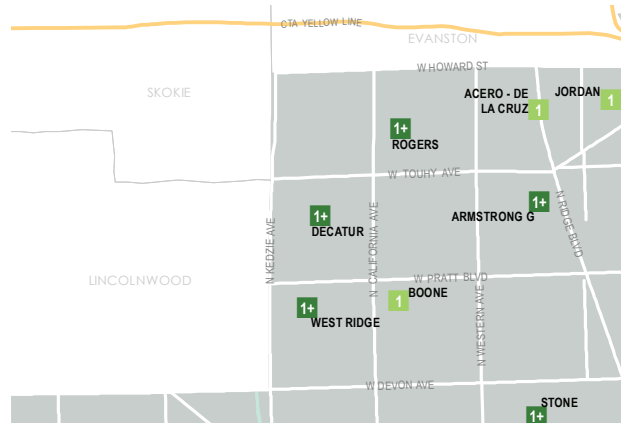 CTA YELLOW LINE
EVANSTON
W HOWARD ST
SKOKIE
ACERO - DE
LA CRUZ
1
JORDAN
1
1+
ROGERS
W TOUHY AVE
1+
DECATUR
ARMSTRONG G
1+
N RIDGE BLVD
N KEDZIE AVE
N CALIFORNIA AVE
LINCOLNWOOD
W PRATT BLVD
1+
WEST RIDGE
1
BOONE
N WESTERN AVE
W DEVON AVE
STONE
1+